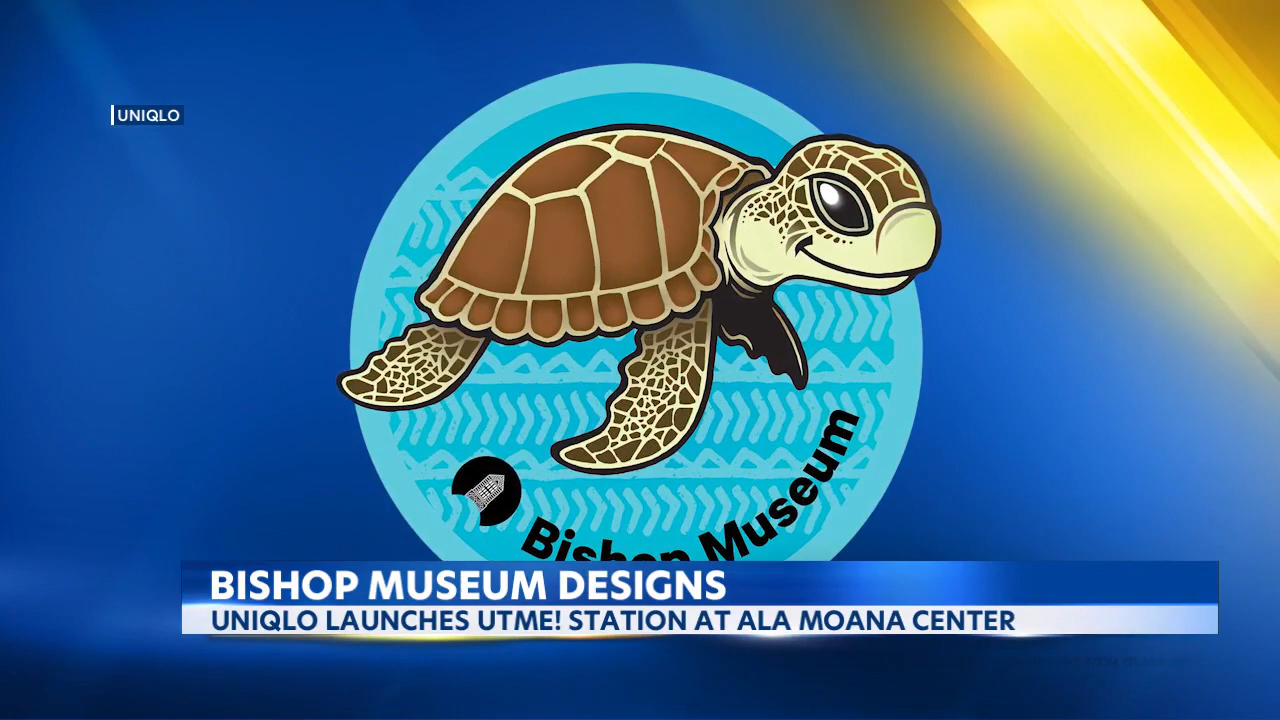 UNIQLO
Bishop Museum
BISHOP MUSEUM DESIGNS
UNIQLO LAUNCHES UTME! STATION AT ALA MOANA CENTER